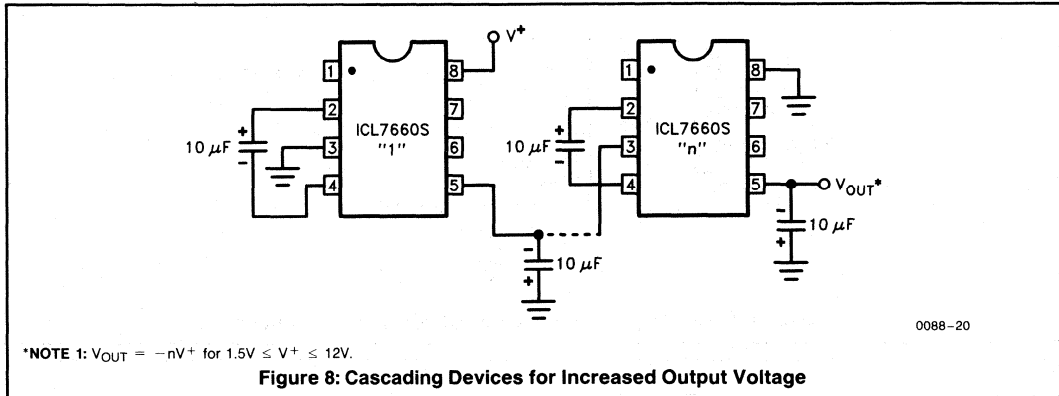 V+
1
8
2
7
3
6
4
5
ICL7660S
"1"
+
10 µF
-
-
10 µF
+
1
8
2
7
3
6
4
5
ICL7660S
"n"
+
10 µF
-
VOUT*
-
10 µF
+
0088-20
*NOTE 1: VOUT = -nV+ for 1.5V ≤ V+ ≤ 12V.
Figure 8: Cascading Devices for Increased Output Voltage